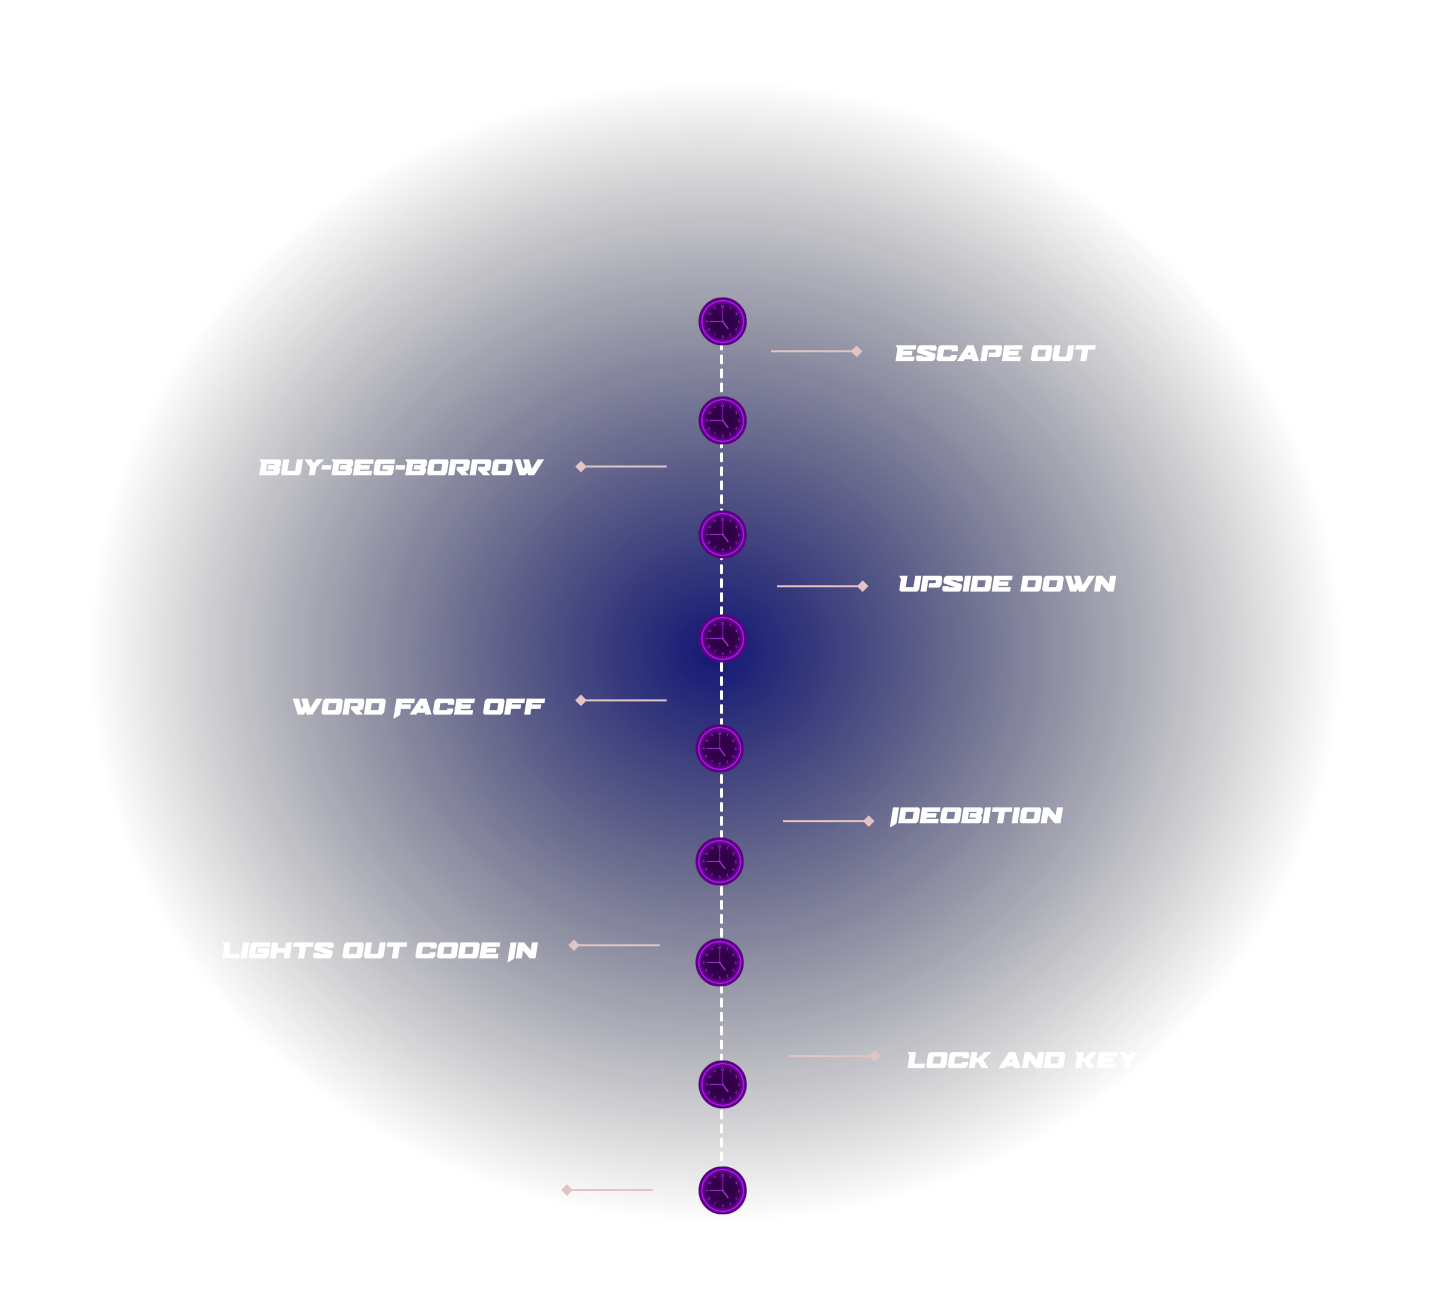 ESCAPE OUT
BUY-BEG-BORROW
UPSIDE DOWN
WORD FACE OFF
IDEOBITION
LIGHTS OUT CODE IN
LOCK AND KEY